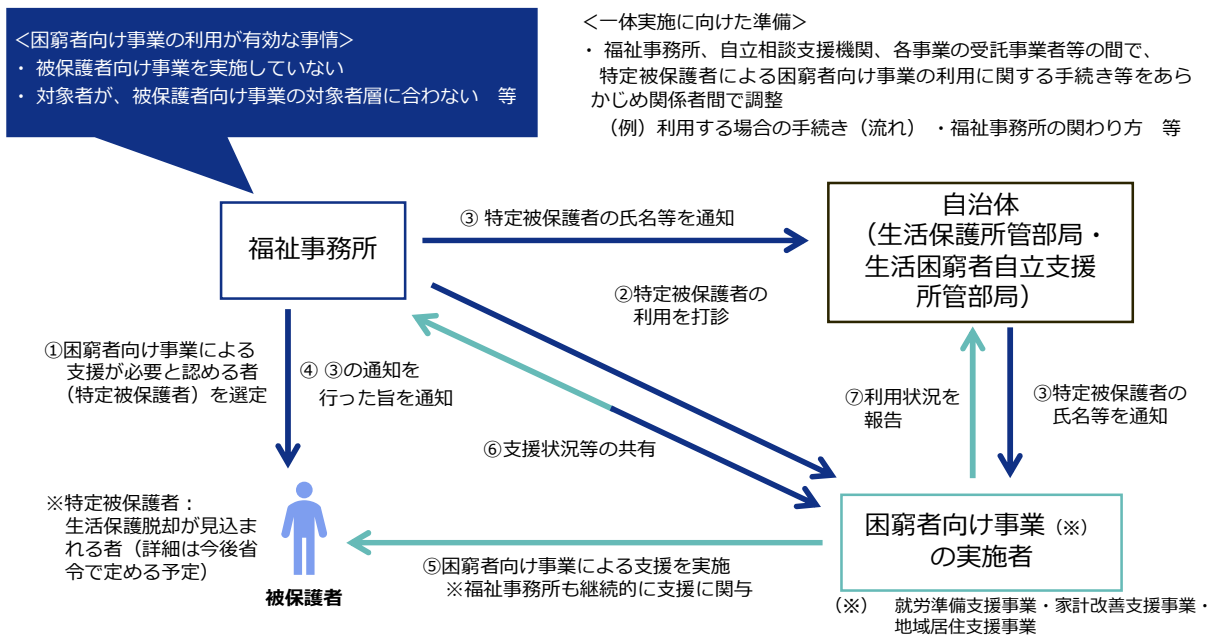 ＜困窮者向け事業の利用が有効な事情＞
・ 被保護者向け事業を実施していない
・ 対象者が、被保護者向け事業の対象者層に合わない　等
＜一体実施に向けた準備＞
・ 福祉事務所、自立相談支援機関、各事業の受託事業者等の間で、
特定被保護者による困窮者向け事業の利用に関する手続き等をあら
かじめ関係者間で調整
（例）利用する場合の手続き（流れ）　・福祉事務所の関わり方　等
福祉事務所
③ 特定被保護者の氏名等を通知
自治体
（生活保護所管部局・
生活困窮者自立支援
所管部局）
②特定被保護者の
利用を打診
①困窮者向け事業による
支援が必要と認める者
（特定被保護者）を選定
④ ③の通知を
行った旨を通知
⑦利用状況を
報告
③特定被保護者の
氏名等を通知
⑥支援状況等の共有
※特定被保護者：
生活保護脱却が見込ま
れる者（詳細は今後省
令で定める予定）
被保護者
⑤困窮者向け事業による支援を実施
※福祉事務所も継続的に支援に関与
困窮者向け事業（※）
の実施者
（※）　就労準備支援事業・家計改善支援事業・
地域居住支援事業